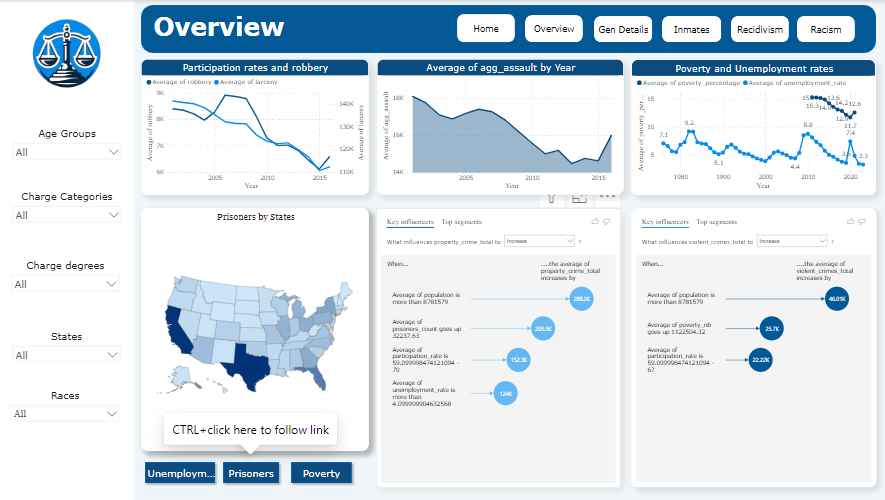 Overview
Home
Overview
Gen Details
Inmates
Recidivism
Racism
Age Groups
All
Charge Categories
All
Charge degrees
All
States
All
Races
All
Participation rates and robbery
Average of robbery Average of larceny
Average of robbery
9K
8K
7K
6K
140K
130K
120K
110K
Average of larceny
2005 2010 2015
Year
Average of agg_assault by Year
Average of agg_assault
18K
16K
14K
2005 2010 2015
Year
Poverty and Unemployment rates
Average of poverty_percentage Average of unemployment_rate
Average of poverty_per...
15
10
5
7.1
9.2
5.1
4.4
8.8
13.6
14.2
12.6
11.7
7.4
3.3
1980 1990 2000 2010 2020
Year
Prisoners by States
CTRL+click here to follow link
Unemploym...
Prisoners
Poverty
Key influencers Top segments
What influences property_crime_total to Increase ?
When...
....the average of
property_crime_total
increases by
Average of population is
more than 8781579
269.2K
Average of
prisoners_count goes up
32237.63
205.5K
Average of
participation_rate is
59.099998474121094 -
70
152.3K
Average of
unemployment_rate is
more than
4.099999904632568
124K
Key influencers Top segments
What influences violent_crimes_total to Increase ?
When...
....the average of
violent_crimes_total
increases by
Average of population is
more than 8781579
46.01K
Average of poverty_nb
goes up 1122504.32
25.7K
Average of
participation_rate is
59.099998474121094 -
67
22.22K